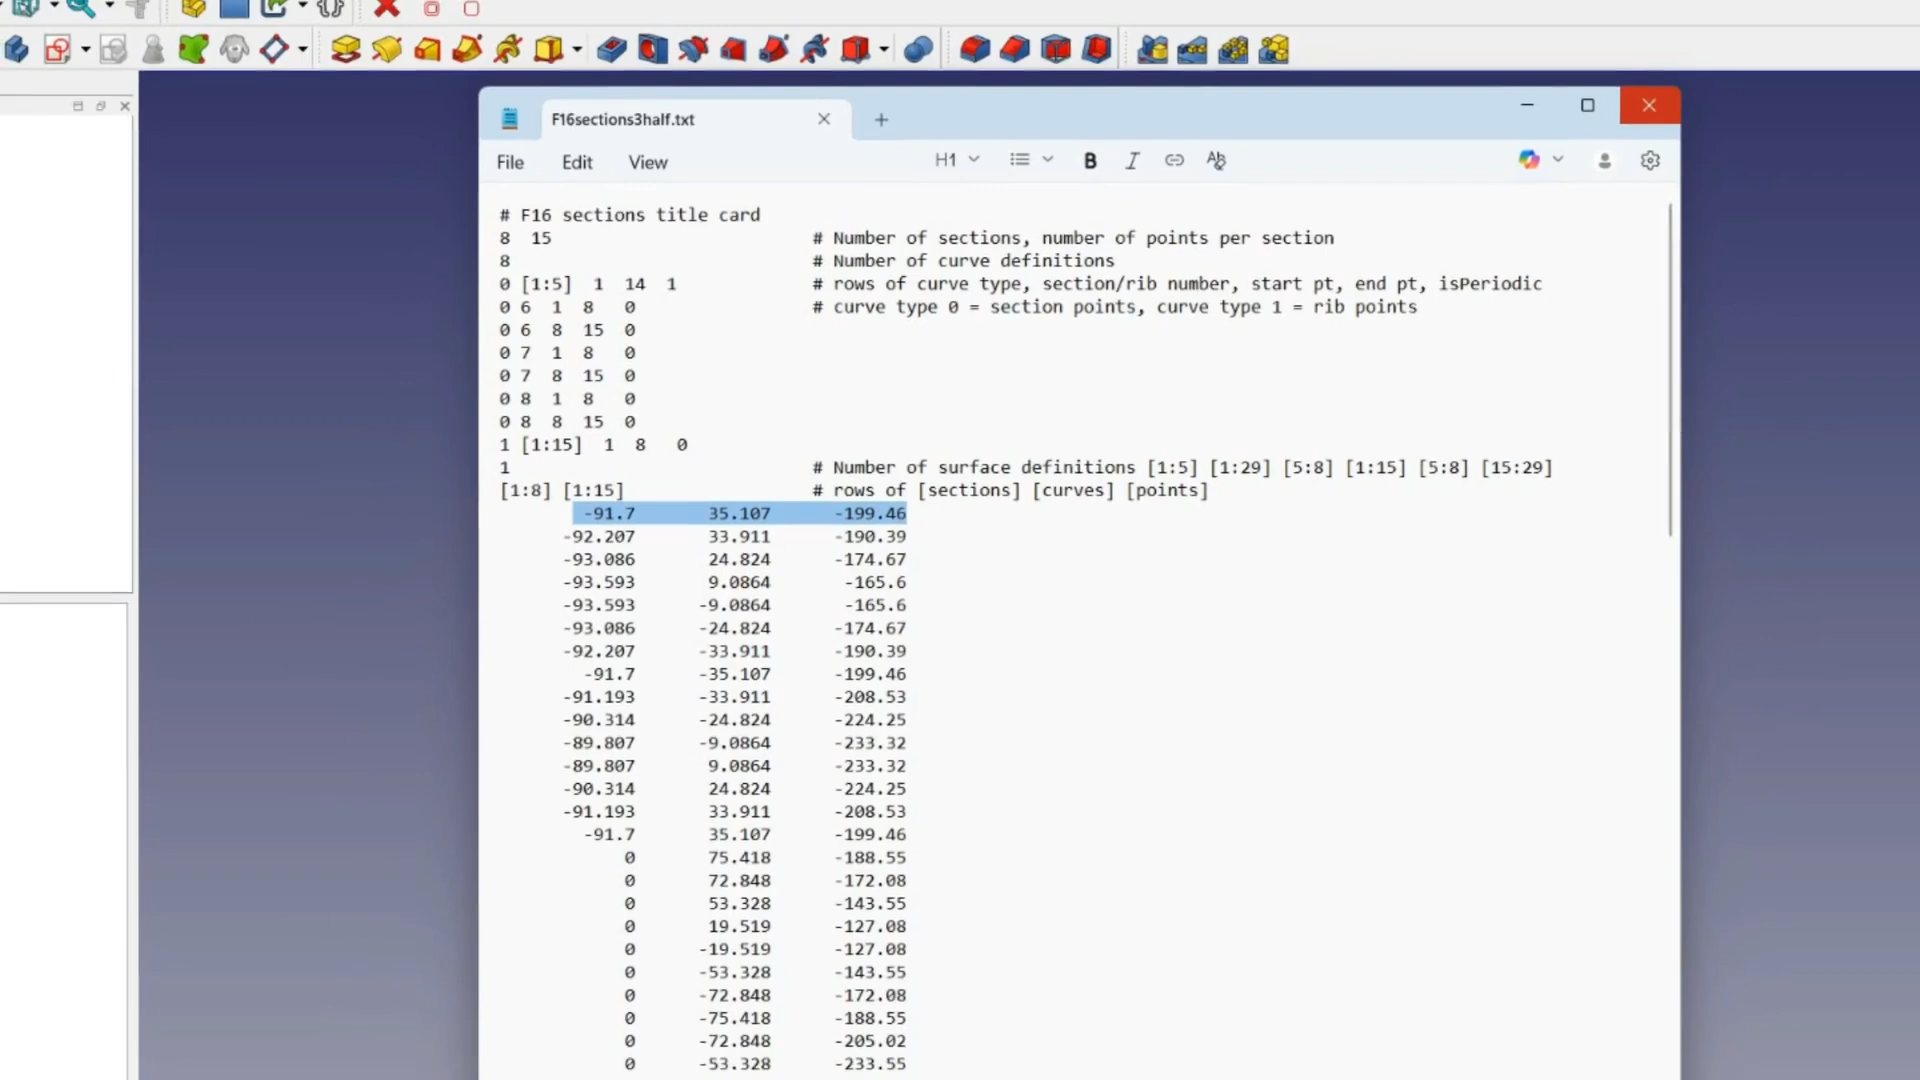 F16sections3half.txt
File Edit View H1
# F16 sections title card
8 15 # Number of sections, number of points per section
8 # Number of curve definitions
0 [1:5] 1 14 1 # rows of curve type, section/rib number, start pt, end pt, isPeriodic
0 6 1 8 0 # curve type 0 = section points, curve type 1 = rib points
0 6 8 15 0
0 7 1 8 0
0 7 8 15 0
0 8 1 8 0
0 8 8 15 0
1 [1:15] 1 8 0
1 # Number of surface definitions [1:5] [1:29] [5:8] [1:15] [5:8] [15:29]
[1:8] [1:15] # rows of [sections] [curves] [points]
-91.7 35.107 -199.46
-92.207 33.911 -190.39
-93.086 24.824 -174.67
-93.593 9.0864 -165.6
-93.593 -9.0864 -165.6
-93.086 -24.824 -174.67
-92.207 -33.911 -190.39
-91.7 -35.107 -199.46
-91.193 -33.911 -208.53
-90.314 -24.824 -224.25
-89.807 -9.0864 -233.32
-89.807 9.0864 -233.32
-90.314 24.824 -224.25
-91.193 33.911 -208.53
-91.7 35.107 -199.46
0 75.418 -188.55
0 72.848 -172.08
0 53.328 -143.55
0 19.519 -127.08
0 -19.519 -127.08
0 -53.328 -143.55
0 -72.848 -172.08
0 -75.418 -188.55
0 -72.848 -205.02
0 -53.328 -233.55